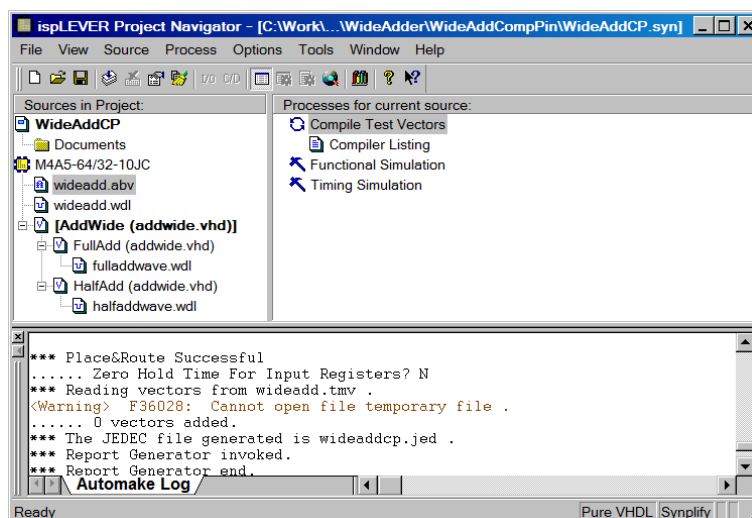 ispLEVER Project Navigator - [C:\Work\...\WideAdder\WideAddCompPin\WideAddCP.syn]
File View Source Process Options Tools Window Help
I/O C/D
Sources in Project:
WideAddCP
Documents
M4A5-64/32-10JC
wideadd.abv
wideadd.wdl
[AddWide (addwide.vhd)]
FullAdd (addwide.vhd)
fulladdwave.wdl
HalfAdd (addwide.vhd)
halfaddwave.wdl
Processes for current source:
Compile Test Vectors
Compiler Listing
Functional Simulation
Timing Simulation
*** Place&Route Successful
...... Zero Hold Time For Input Registers? N
*** Reading vectors from wideadd.tmv .
<Warning> F36028: Cannot open file temporary file .
...... 0 vectors added.
*** The JEDEC file generated is wideaddcp.jed .
*** Report Generator invoked.
*** Report Generator end.
Automake Log
Ready
Pure VHDL Synplify